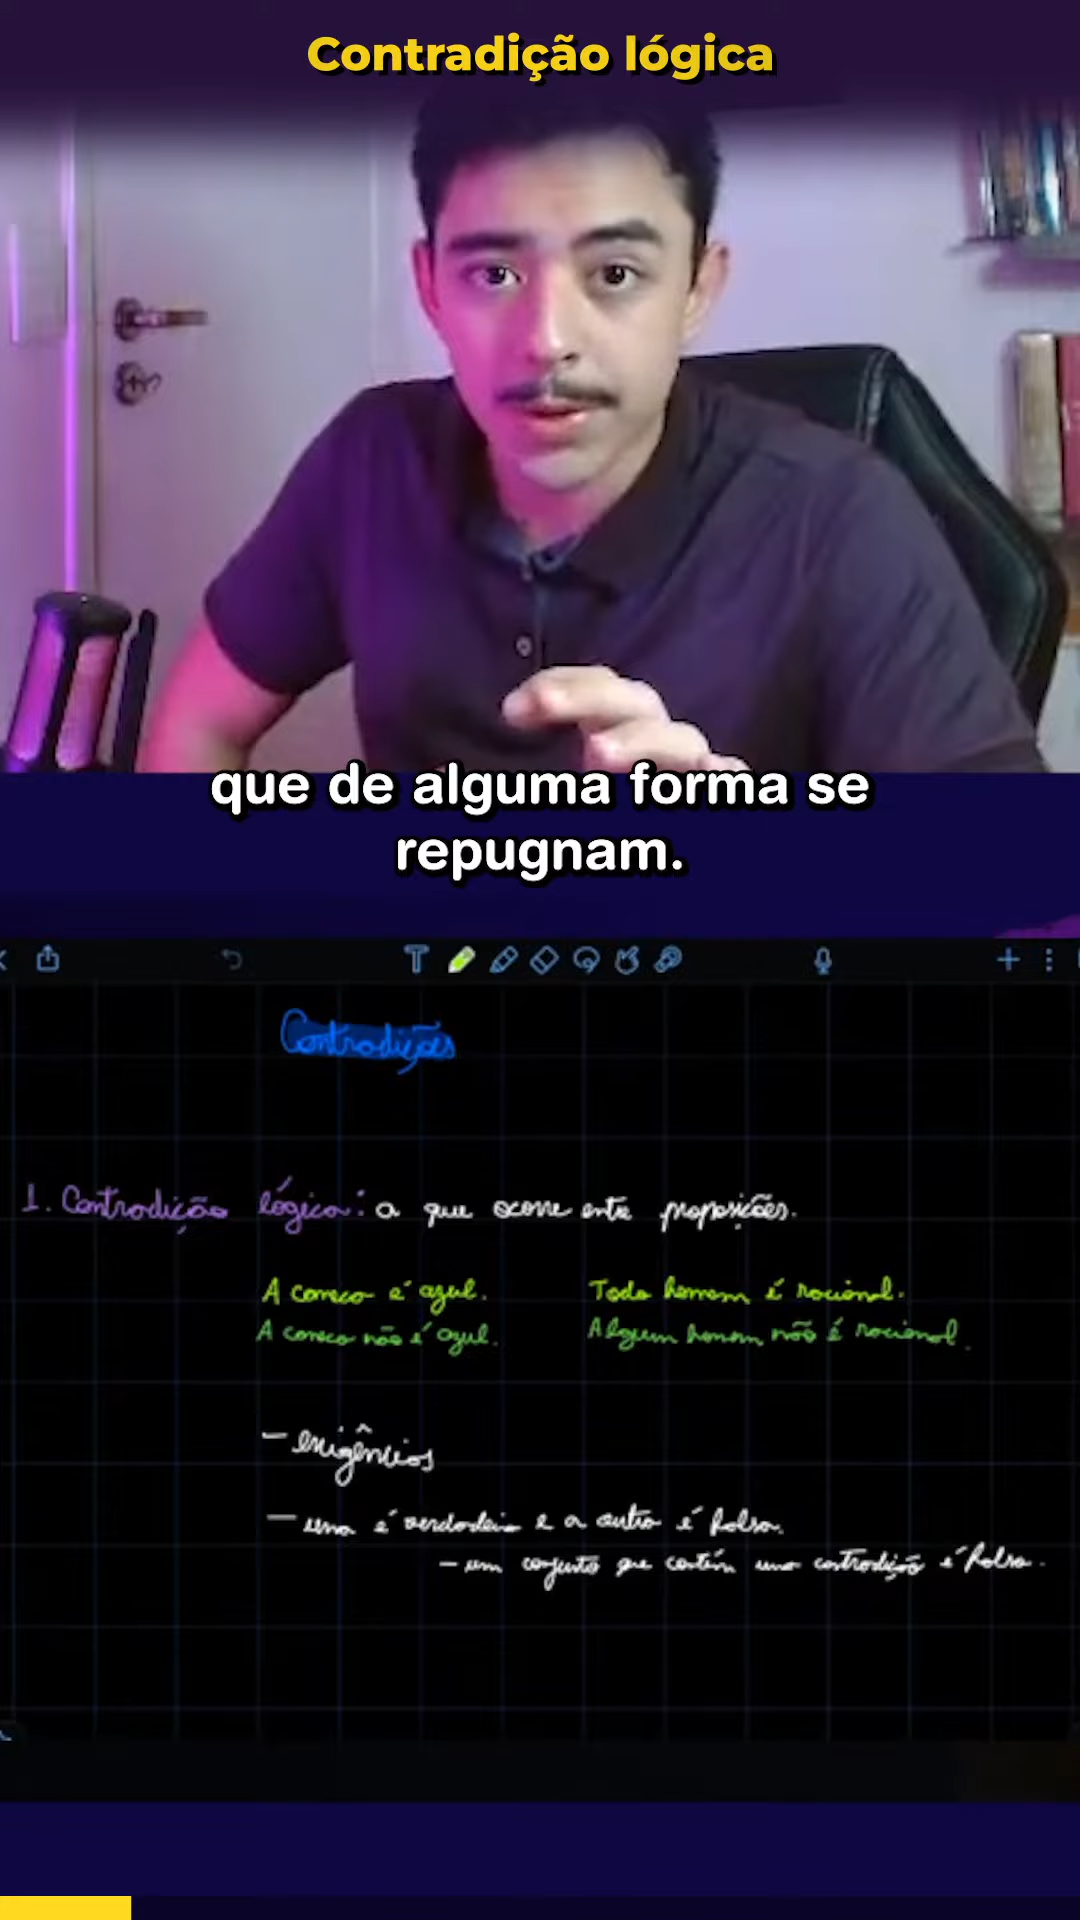 Contradição lógica
que de alguma forma se
repugnam.
Contradições
1. Contradição lógica: a que ocorre entre proposições.
A caneca é azul.
A caneca não é azul.
Todo homem é racional.
Algum homem não é racional.
- exigências
- uma é verdadeira e a outra é falsa.
- um conjunto que contém uma contradição é falso.